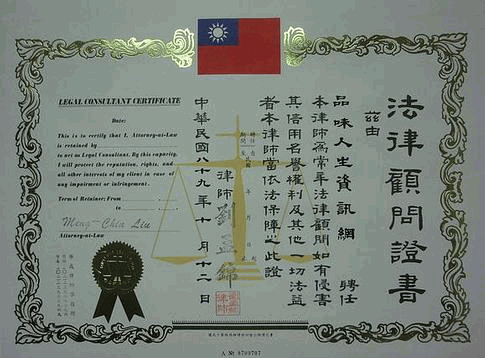 法律顧問證書
茲由
品味人生資訊網 聘任
本律師為常年法律顧問如有侵害
其信用名譽權利及其他一切法益
者本律師當依法保障之此證
律師 劉孟錦
中華民國八十九年十一月十二日
LEGAL CONSULTANT CERTIFICATE
Date:
This is to certify that I, Attorney-at-Law
is retained by
to act as Legal Consultant. By this capacity,
I will protect the reputation, rights, and
all other interests of my client in case of
any impairment or infringement.
Term of Retainer: From
to
Meng-Chin Liu
Attorney-at-Law
A № 0709707